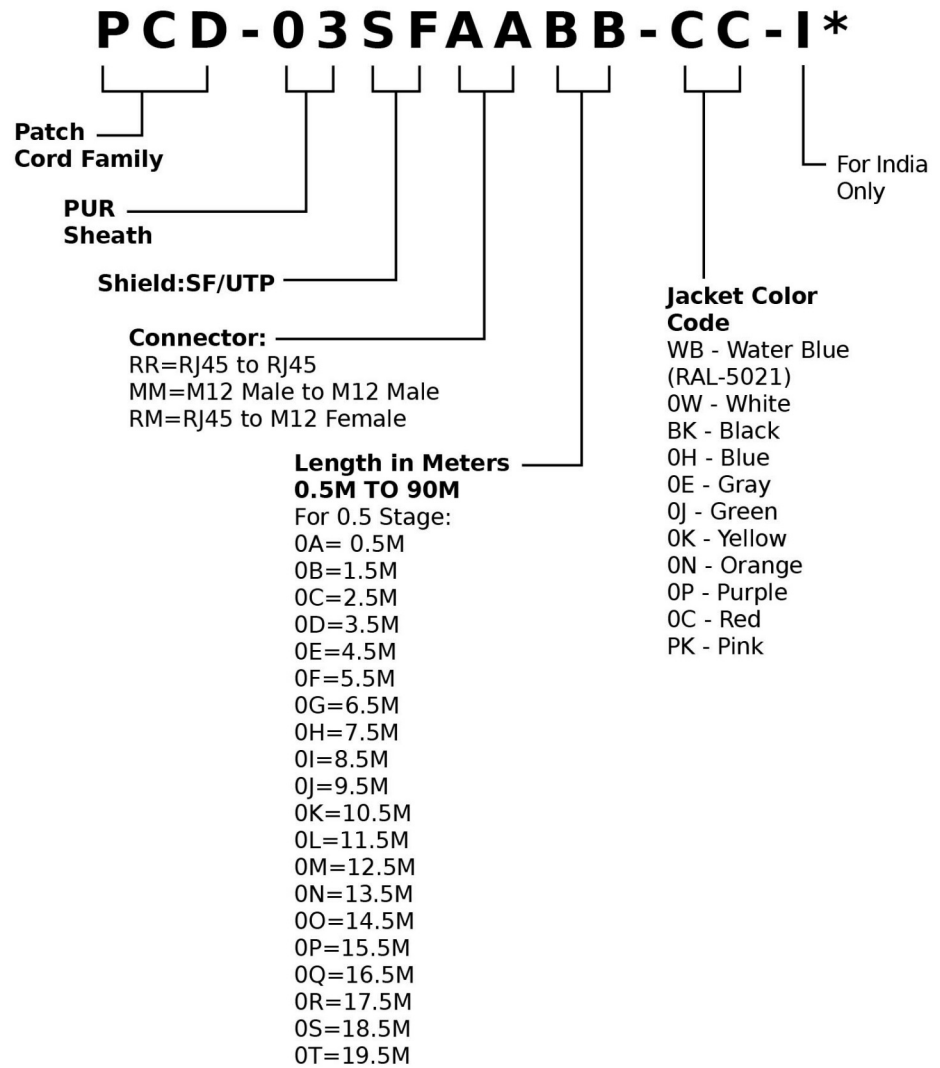 PCD-03SFAABB-CC-I*
Patch
Cord Family
PUR
Sheath
Shield:SF/UTP
Connector:
RR=RJ45 to RJ45
MM=M12 Male to M12 Male
RM=RJ45 to M12 Female
Length in Meters
0.5M TO 90M
For 0.5 Stage:
0A= 0.5M
0B=1.5M
0C=2.5M
0D=3.5M
0E=4.5M
0F=5.5M
0G=6.5M
0H=7.5M
0I=8.5M
0J=9.5M
0K=10.5M
0L=11.5M
0M=12.5M
0N=13.5M
0O=14.5M
0P=15.5M
0Q=16.5M
0R=17.5M
0S=18.5M
0T=19.5M
Jacket Color
Code
WB - Water Blue
(RAL-5021)
0W - White
BK - Black
0H - Blue
0E - Gray
0J - Green
0K - Yellow
0N - Orange
0P - Purple
0C - Red
PK - Pink
For India
Only